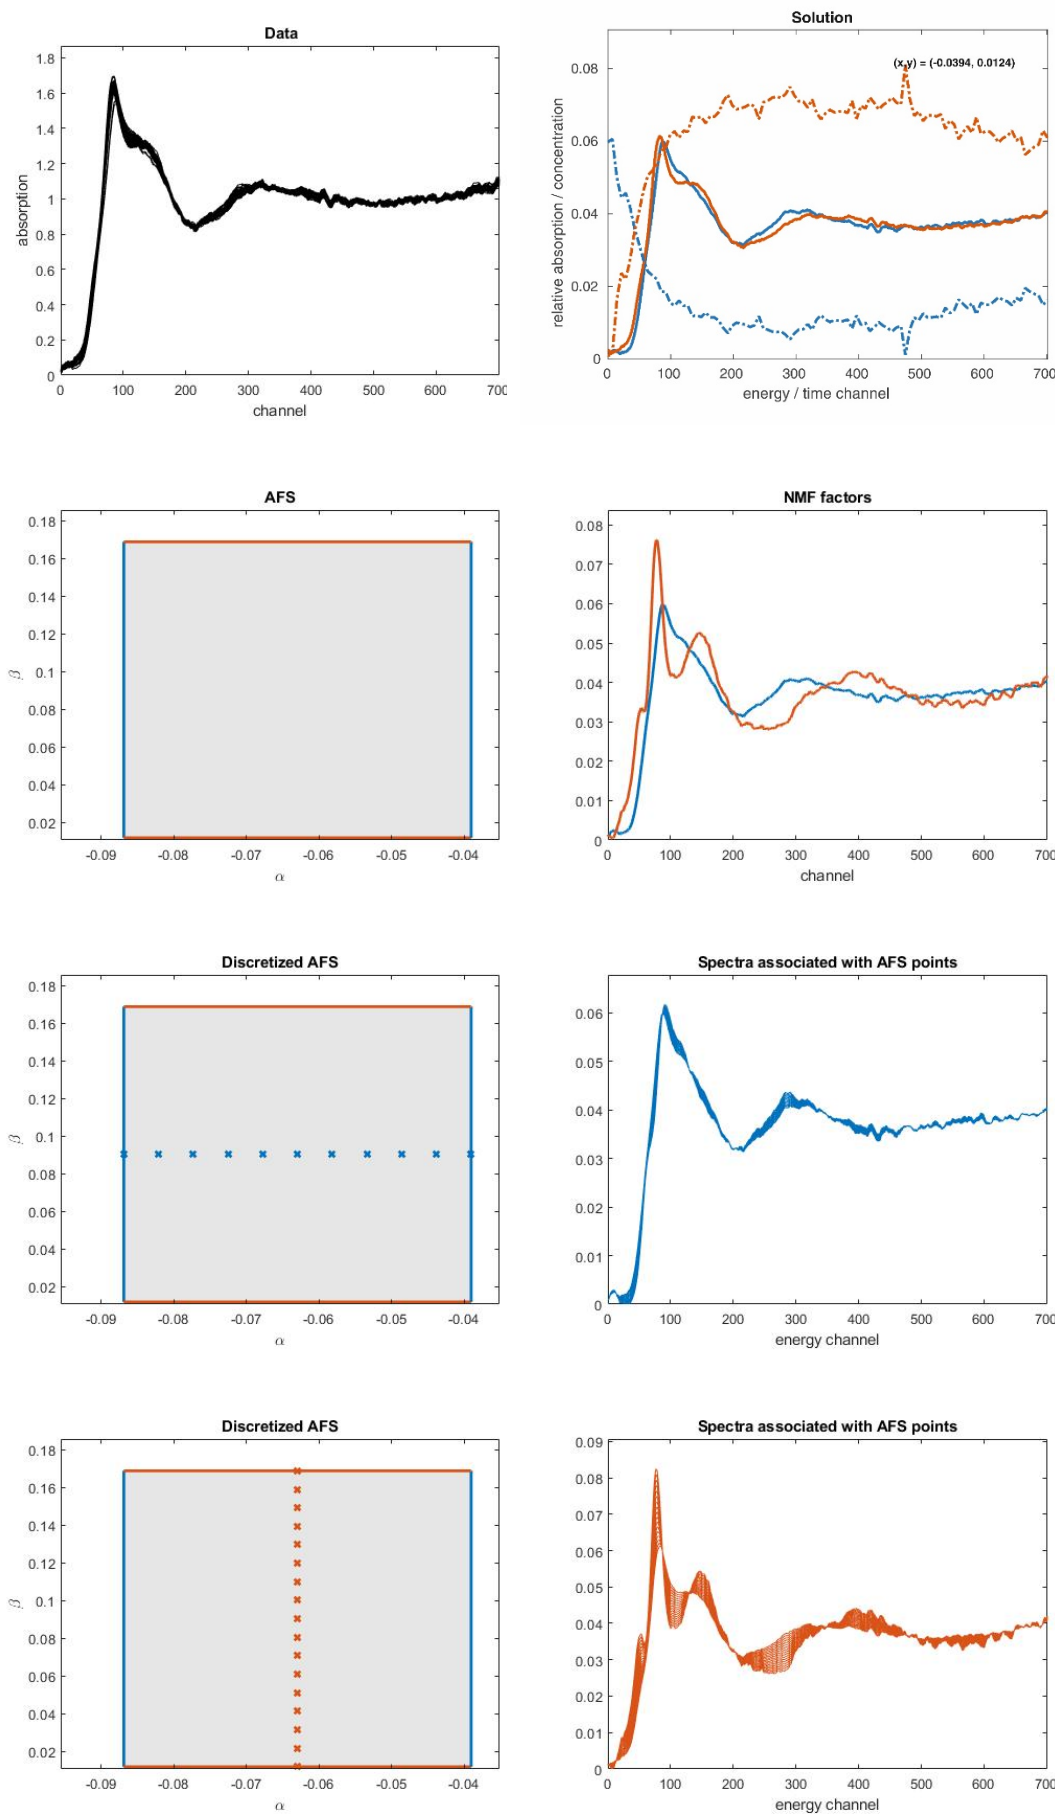 Data
1.8
1.6
1.4
1.2
1
0.8
0.6
0.4
0.2
0
absorption
0 100 200 300 400 500 600 700
channel
Solution
(x,y) = (-0.0394, 0.0124)
0.08
0.06
0.04
0.02
0
relative absorption / concentration
0 100 200 300 400 500 600 700
energy / time channel
AFS
0.18
0.16
0.14
0.12
0.1
0.08
0.06
0.04
0.02
β
-0.09 -0.08 -0.07 -0.06 -0.05 -0.04
α
NMF factors
0.08
0.07
0.06
0.05
0.04
0.03
0.02
0.01
0
0 100 200 300 400 500 600 700
channel
Discretized AFS
0.18
0.16
0.14
0.12
0.1
0.08
0.06
0.04
0.02
β
-0.09 -0.08 -0.07 -0.06 -0.05 -0.04
α
Spectra associated with AFS points
0.06
0.05
0.04
0.03
0.02
0.01
0
0 100 200 300 400 500 600 700
energy channel
Discretized AFS
0.18
0.16
0.14
0.12
0.1
0.08
0.06
0.04
0.02
β
-0.09 -0.08 -0.07 -0.06 -0.05 -0.04
α
Spectra associated with AFS points
0.09
0.08
0.07
0.06
0.05
0.04
0.03
0.02
0.01
0
0 100 200 300 400 500 600 700
energy channel